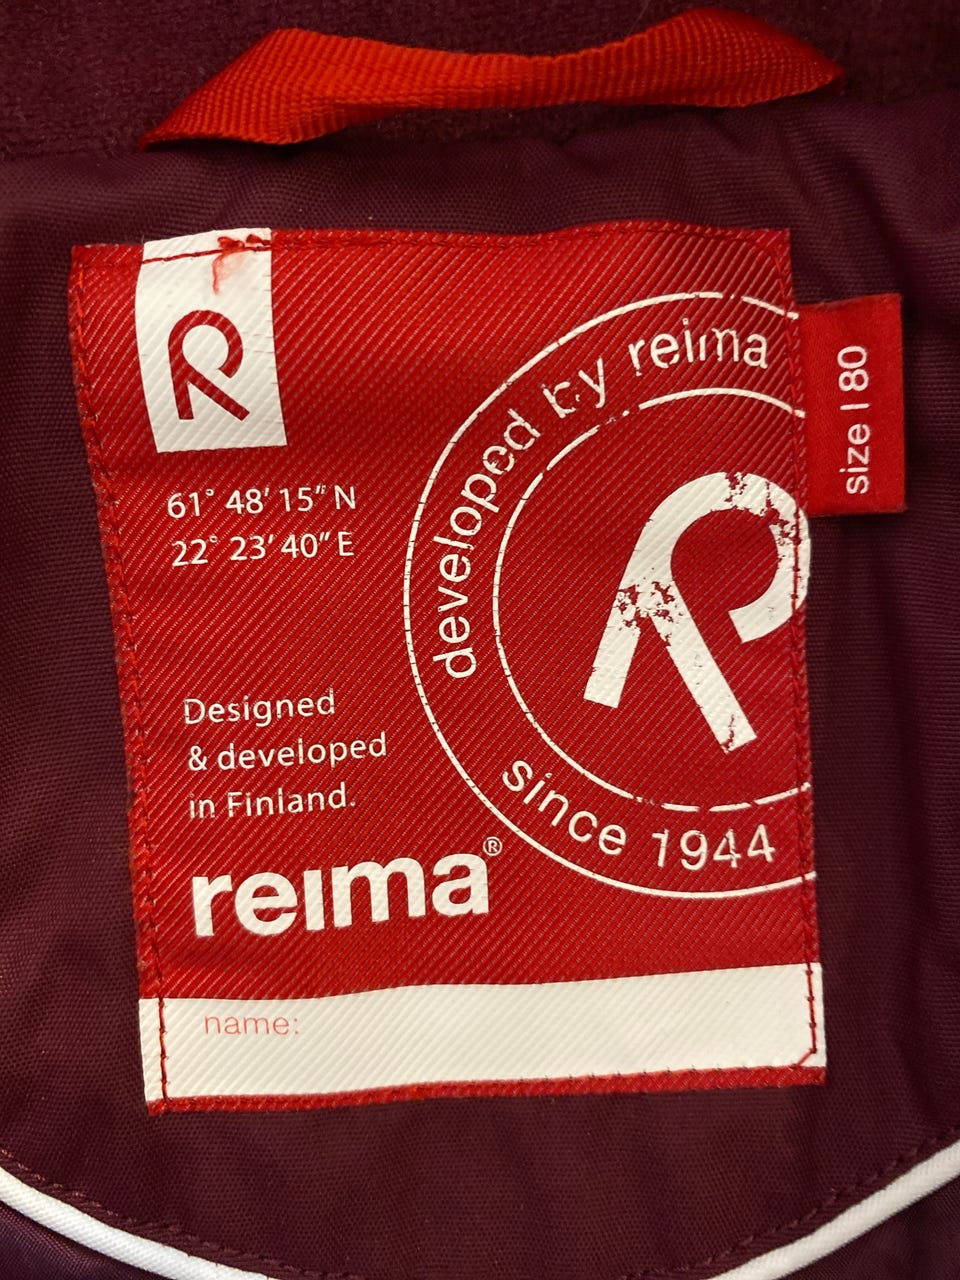 developed by reima
size | 80
61° 48' 15" N
22° 23' 40" E
Designed
& developed
in Finland.
since 1944
reima®
name: